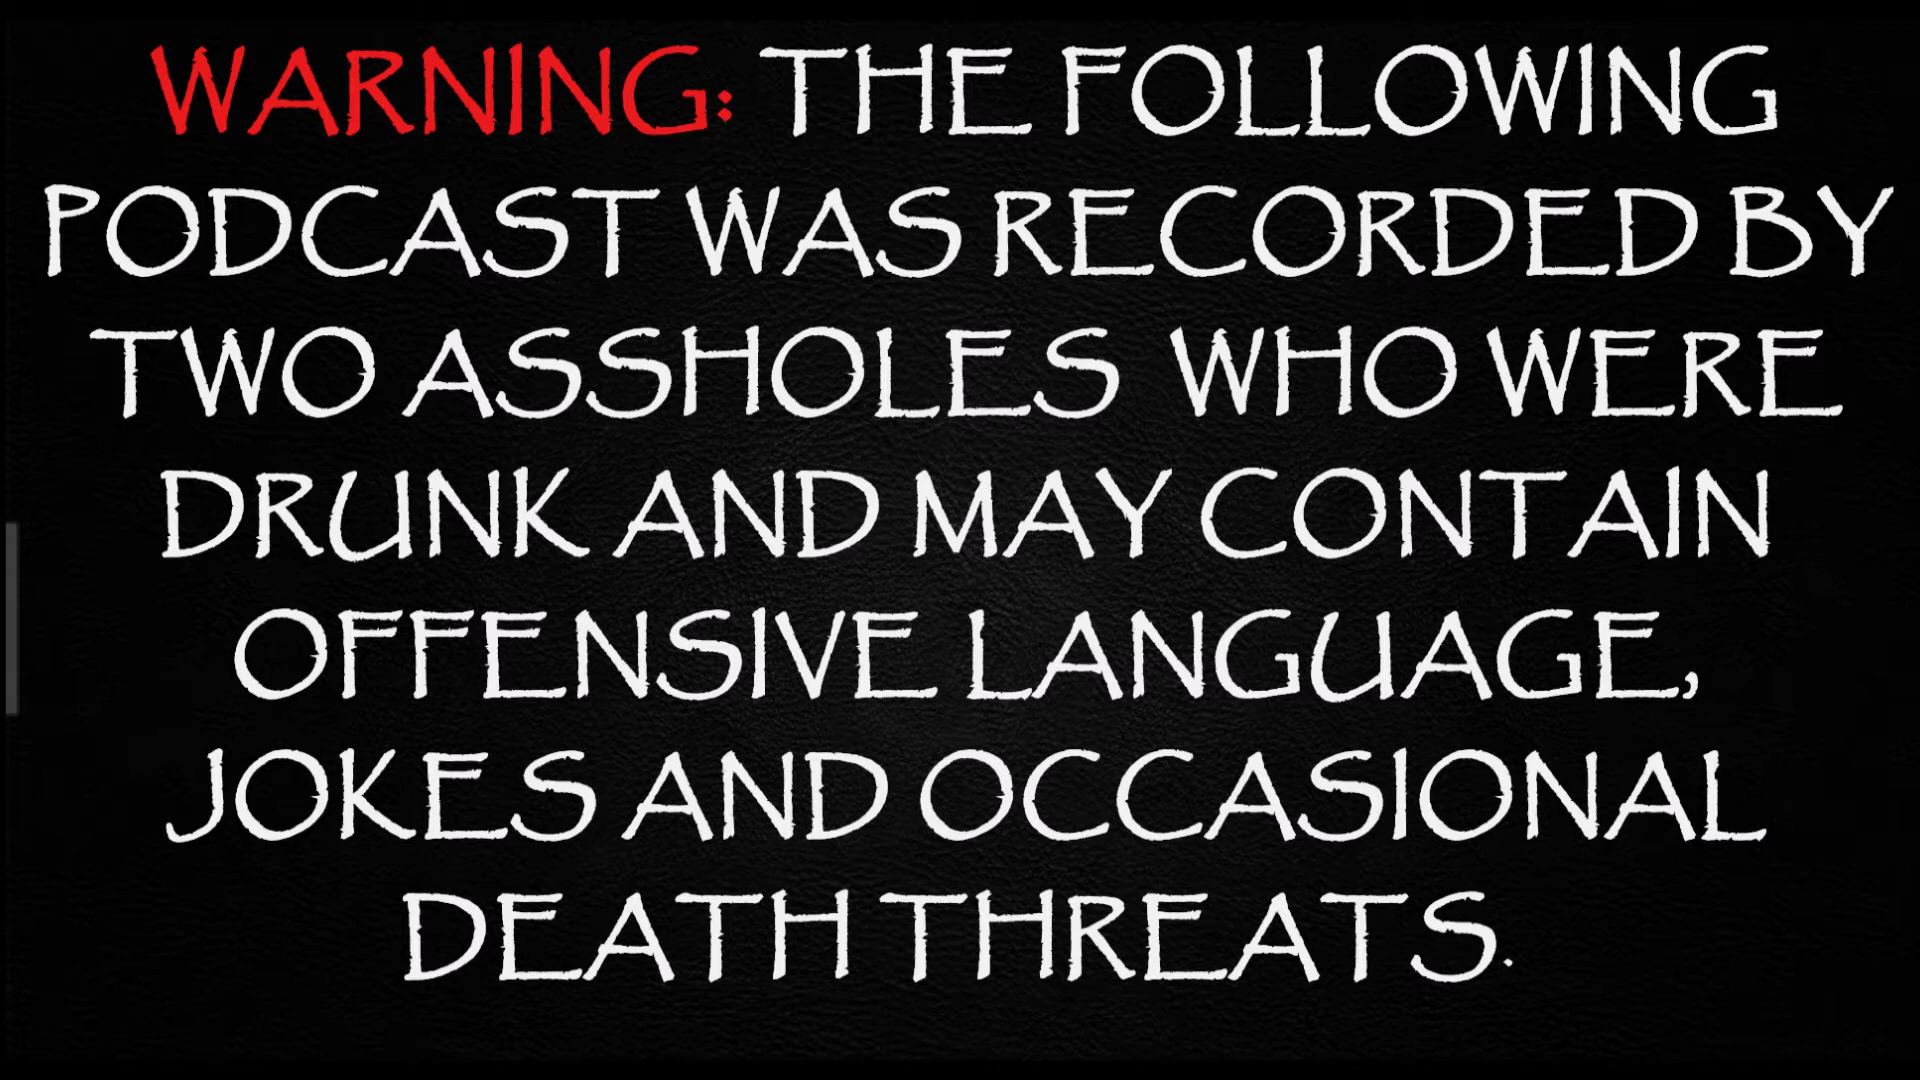 WARNING: THE FOLLOWING
PODCAST WAS RECORDED BY
TWO ASSHOLES WHO WERE
DRUNK AND MAY CONTAIN
OFFENSIVE LANGUAGE,
JOKES AND OCCASIONAL
DEATH THREATS.